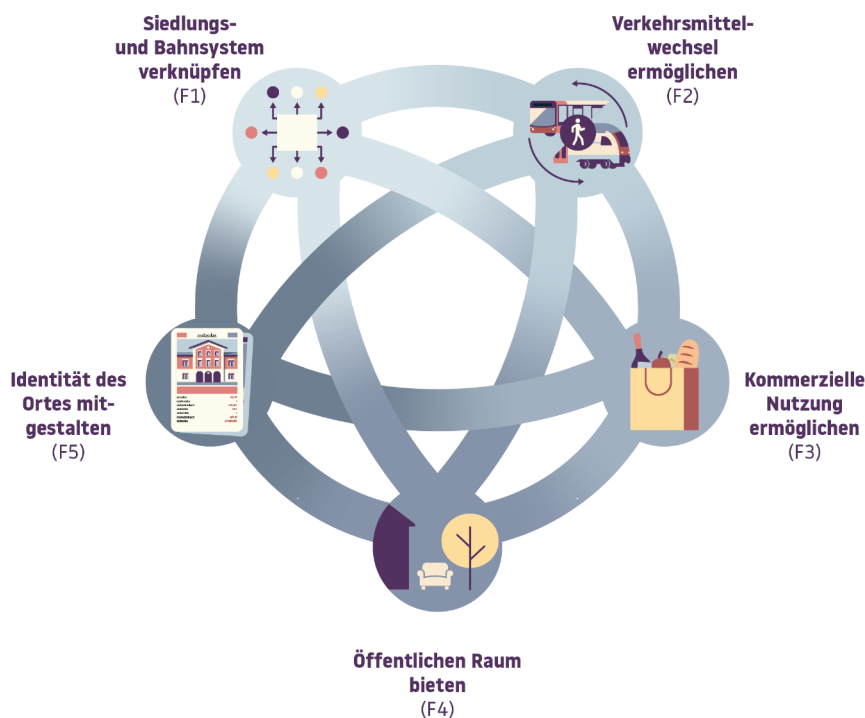 Siedlungs-
und Bahnsystem
verknüpfen
(F1)
Verkehrsmittel-
wechsel
ermöglichen
(F2)
Identität des
Ortes mit-
gestalten
(F5)
Kommerzielle
Nutzung
ermöglichen
(F3)
Öffentlichen Raum
bieten
(F4)